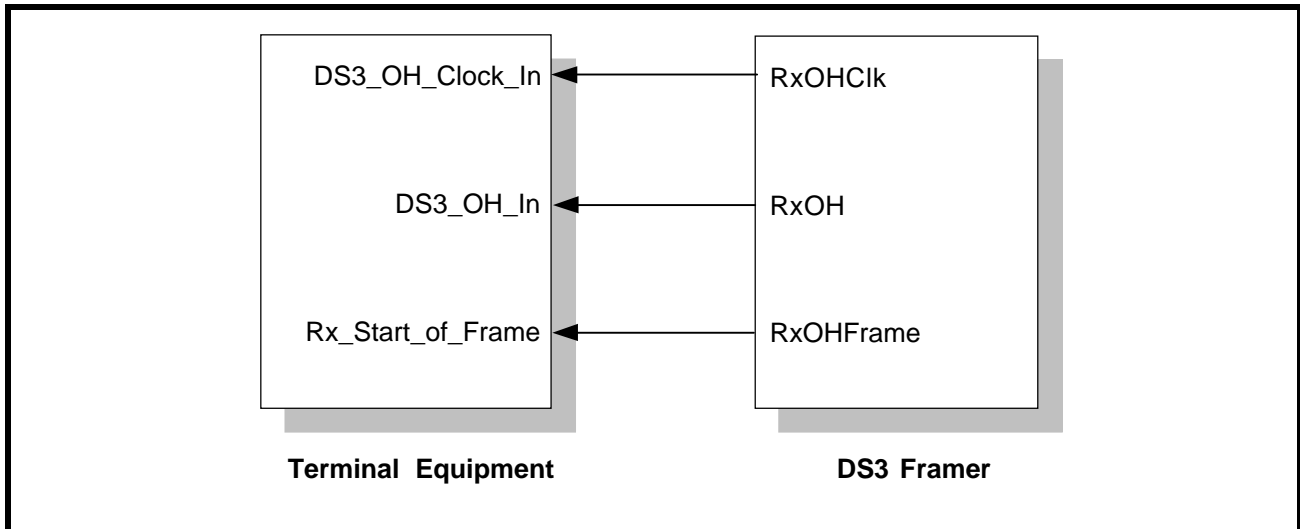 DS3_OH_Clock_In
RxOHClk
DS3_OH_In
RxOH
Rx_Start_of_Frame
RxOHFrame
Terminal Equipment
DS3 Framer